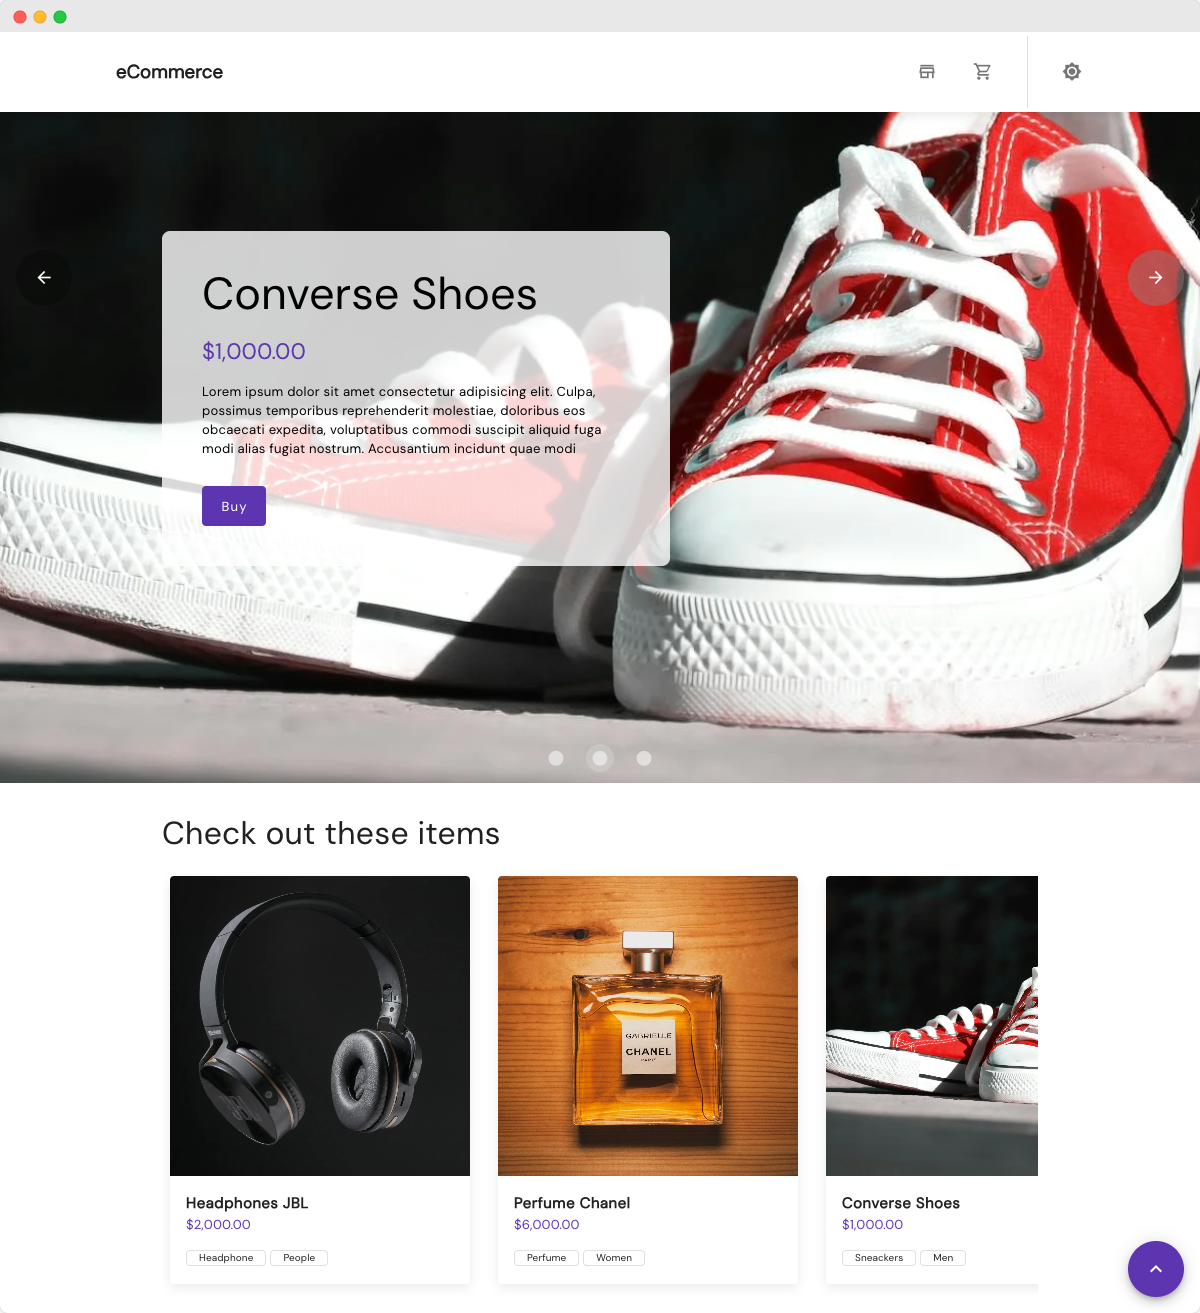 eCommerce
Converse Shoes
$1,000.00
Lorem ipsum dolor sit amet consectetur adipisicing elit. Culpa,
possimus temporibus reprehenderit molestiae, doloribus eos
obcaecati expedita, voluptatibus commodi suscipit aliquid fuga
modi alias fugiat nostrum. Accusantium incidunt quae modi
Buy
Check out these items
GABRIELLE
CHANEL
PARIS
Headphones JBL
$2,000.00
Headphone People
Perfume Chanel
$6,000.00
Perfume Women
Converse Shoes
$1,000.00
Sneackers Men